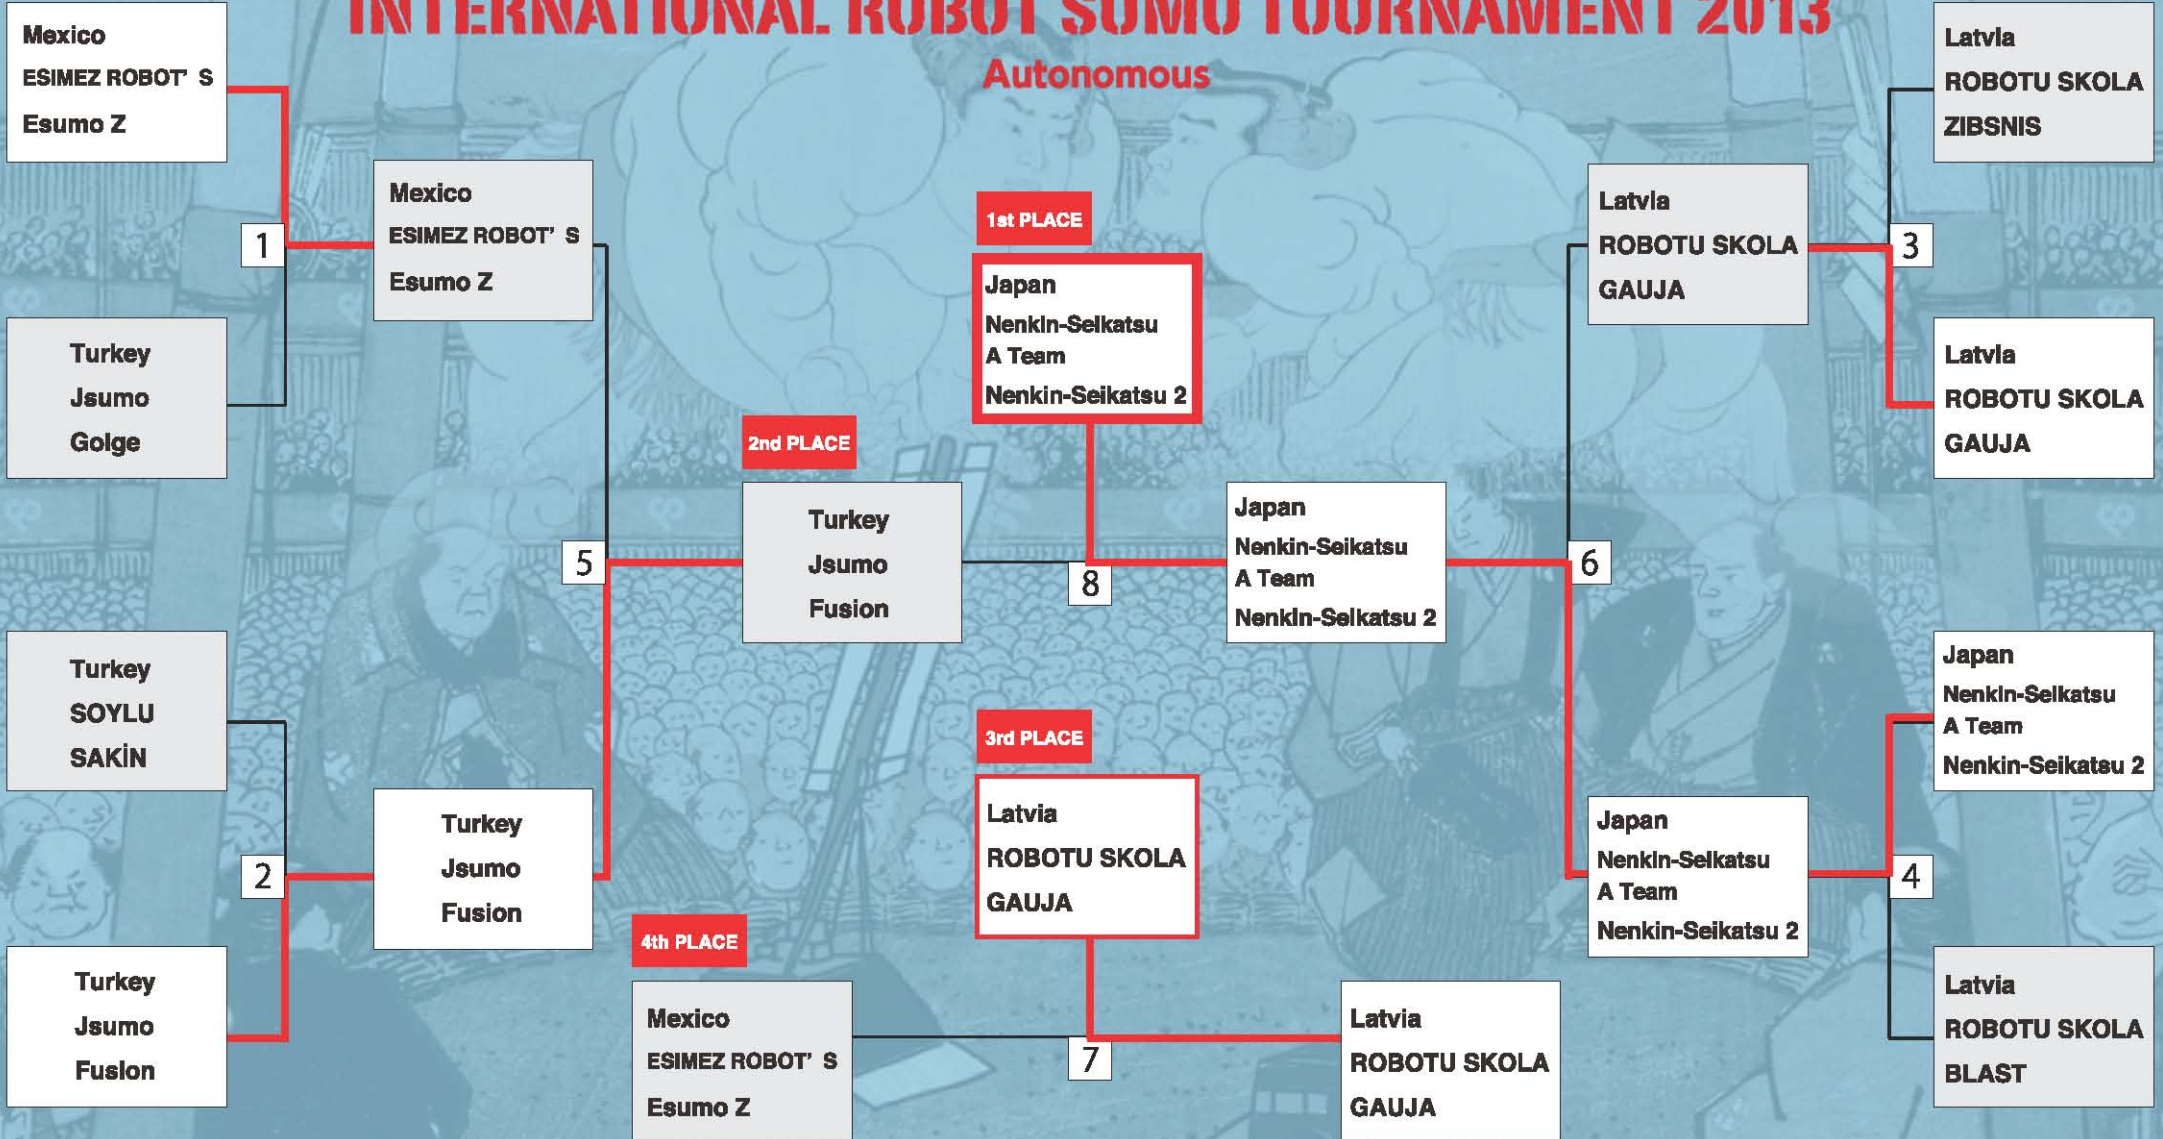 INTERNATIONAL ROBOT SUMO TOURNAMENT 2013
Autonomous
Mexico
ESIMEZ ROBOT' S
Esumo Z
1
Turkey
Jsumo
Golge
Mexico
ESIMEZ ROBOT' S
Esumo Z
Turkey
SOYLU
SAKİN
2
Turkey
Jsumo
Fusion
Turkey
Jsumo
Fusion
5
2nd PLACE
Turkey
Jsumo
Fusion
1st PLACE
Japan
Nenkin-Seikatsu
A Team
Nenkin-Seikatsu 2
8
Japan
Nenkin-Seikatsu
A Team
Nenkin-Seikatsu 2
3rd PLACE
Latvia
ROBOTU SKOLA
GAUJA
4th PLACE
Mexico
ESIMEZ ROBOT' S
Esumo Z
7
Latvia
ROBOTU SKOLA
GAUJA
6
Latvia
ROBOTU SKOLA
GAUJA
Japan
Nenkin-Seikatsu
A Team
Nenkin-Seikatsu 2
Latvia
ROBOTU SKOLA
ZIBSNIS
3
Latvia
ROBOTU SKOLA
GAUJA
Japan
Nenkin-Seikatsu
A Team
Nenkin-Seikatsu 2
4
Latvia
ROBOTU SKOLA
BLAST